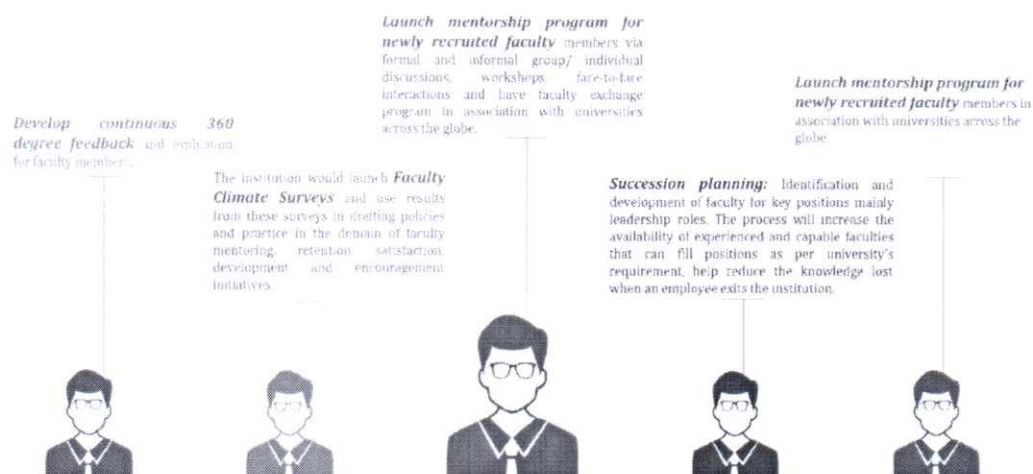 Develop continuous 360
degree feedback and evaluation
for faculty members.
The institution would launch Faculty
Climate Surveys and use results
from these surveys in drafting policies
and practice in the domain of faculty
mentoring, retention, satisfaction,
development and encouragement
initiatives
Launch mentorship program for
newly recruited faculty members via
formal and informal group/ individual
discussions, workshops, face-to-face
interactions and have faculty exchange
program in association with universities
across the globe.
Succession planning: Identification and
development of faculty for key positions mainly
leadership roles. The process will increase the
availability of experienced and capable faculties
that can fill positions as per university's
requirement, help reduce the knowledge lost
when an employee exits the institution.
Launch mentorship program for
newly recruited faculty members in
association with universities across the
globe.